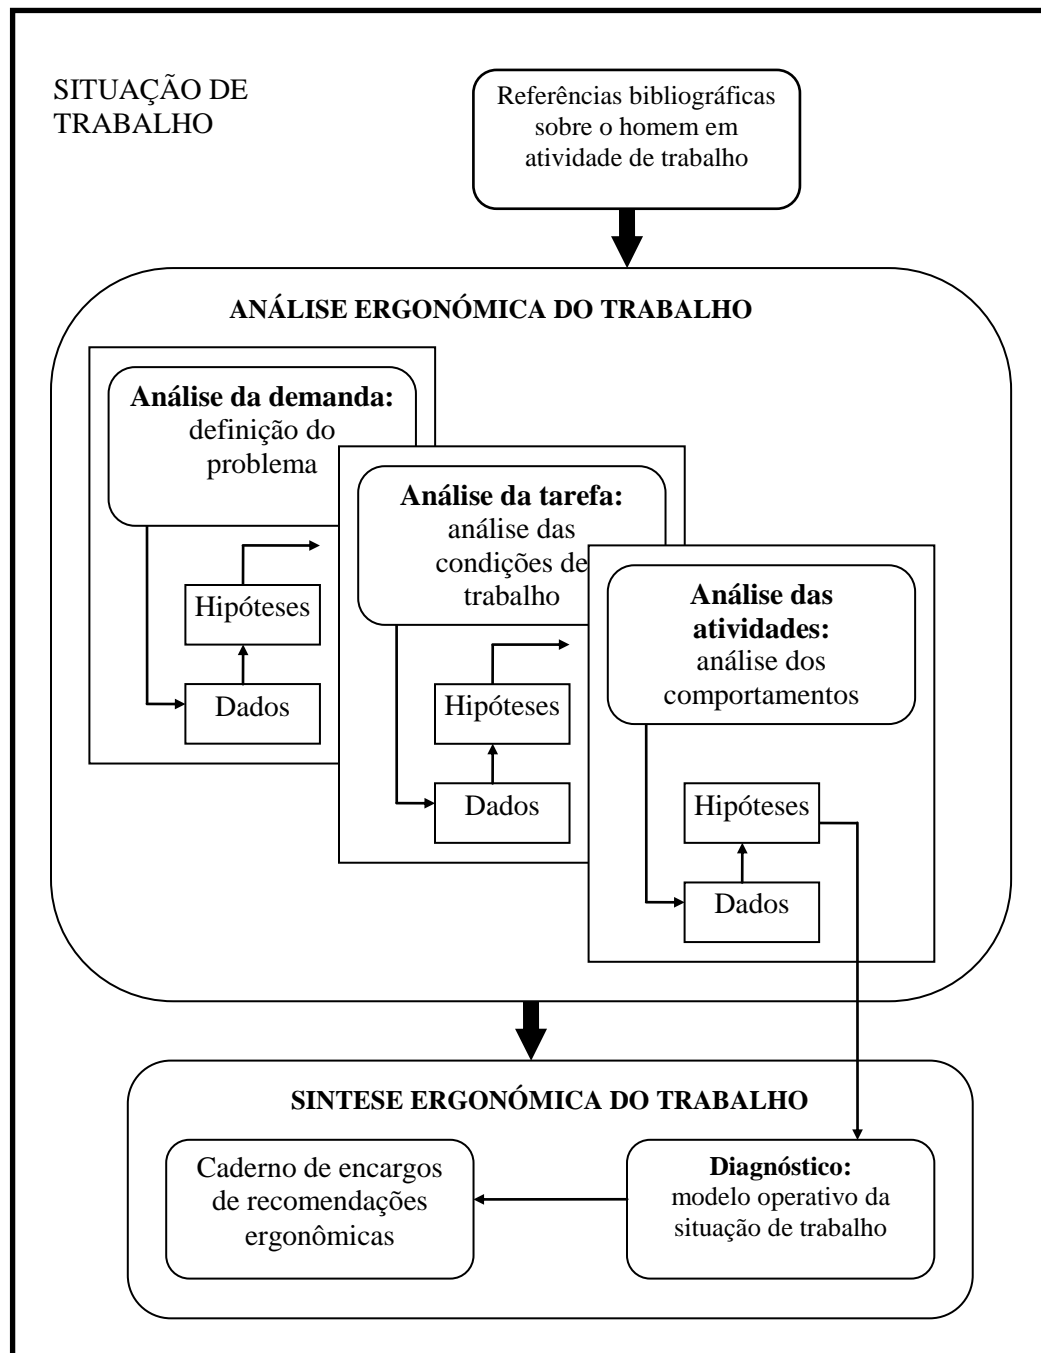 SITUAÇÃO DE
TRABALHO
Referências bibliográficas
sobre o homem em
atividade de trabalho
ANÁLISE ERGONÓMICA DO TRABALHO
Análise da demanda:
definição do
problema
Hipóteses
Dados
Análise da tarefa:
análise das
condições de
trabalho
Hipóteses
Dados
Análise das
atividades:
análise dos
comportamentos
Hipóteses
Dados
SINTESE ERGONÓMICA DO TRABALHO
Caderno de encargos
de recomendações
ergonômicas
Diagnóstico:
modelo operativo da
situação de trabalho